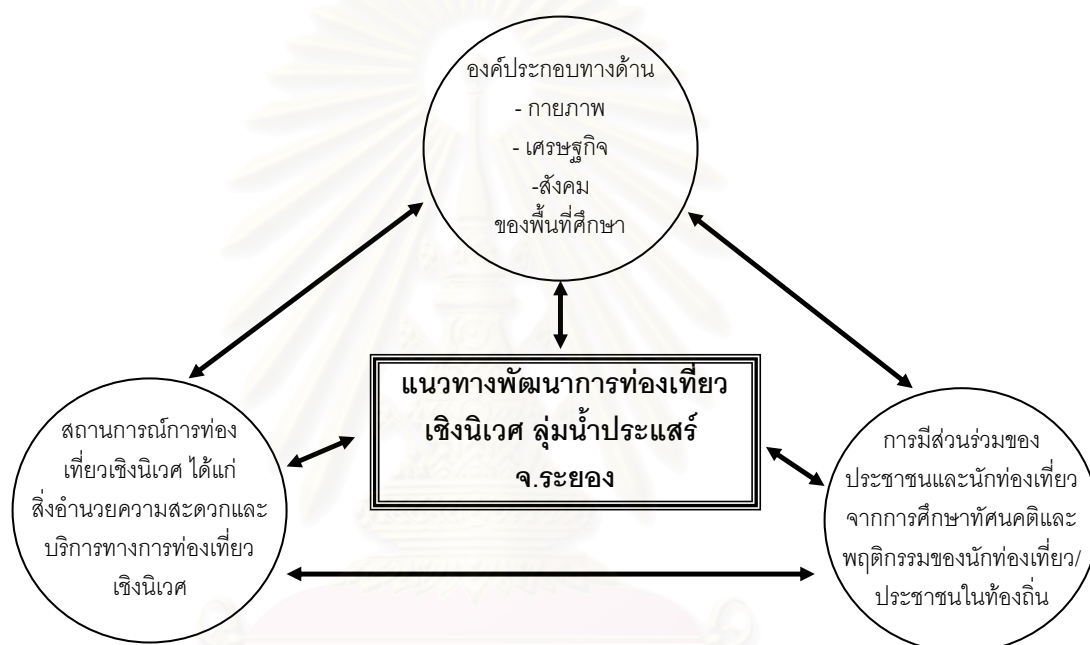 องค์ประกอบทางด้าน
- กายภาพ
- เศรษฐกิจ
-สังคม
ของพื้นที่ศึกษา
แนวทางพัฒนาการท่องเที่ยว
เชิงนิเวศ ลุ่มน้ำประแสร์
จ.ระยอง
สถานการณ์การท่อง
เที่ยวเชิงนิเวศ ได้แก่
สิ่งอำนวยความสะดวกและ
บริการทางการท่องเที่ยว
เชิงนิเวศ
การมีส่วนร่วมของ
ประชาชนและนักท่องเที่ยว
จากการศึกษาทัศนคติและ
พฤติกรรมของนักท่องเที่ยว/
ประชาชนในท้องถิ่น